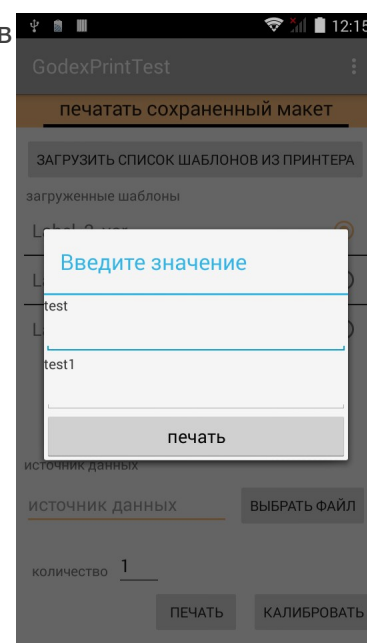 в
12:15
GodexPrintTest
печатать сохраненный макет
ЗАГРУЗИТЬ СПИСОК ШАБЛОНОВ ИЗ ПРИНТЕРА
загруженные шаблоны
Label_2_var
Введите значение
test
test1
печать
источник данных
источник данных
ВЫБРАТЬ ФАЙЛ
количество 1
ПЕЧАТЬ КАЛИБРОВАТЬ